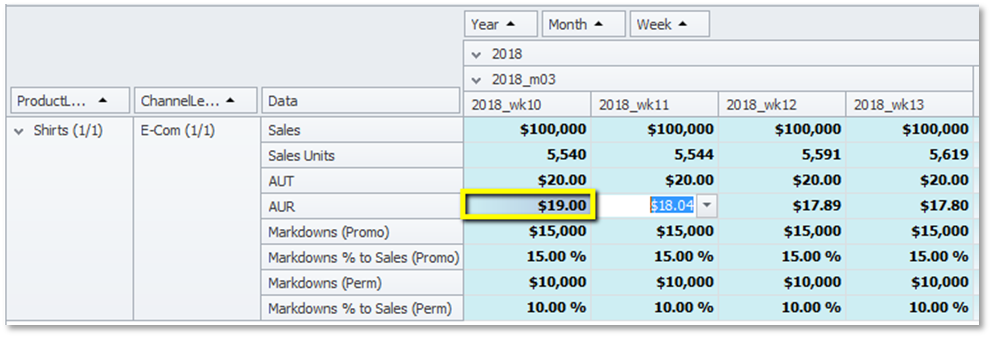 Year Month Week
2018
2018_m03
ProductL... ChannelLe... Data 2018_wk10 2018_wk11 2018_wk12 2018_wk13
Shirts (1/1) E-Com (1/1) Sales $100,000 $100,000 $100,000 $100,000
Sales Units 5,540 5,544 5,591 5,619
AUT $20.00 $20.00 $20.00 $20.00
AUR $19.00 $18.04 $17.89 $17.80
Markdowns (Promo) $15,000 $15,000 $15,000 $15,000
Markdowns % to Sales (Promo) 15.00 % 15.00 % 15.00 % 15.00 %
Markdowns (Perm) $10,000 $10,000 $10,000 $10,000
Markdowns % to Sales (Perm) 10.00 % 10.00 % 10.00 % 10.00 %